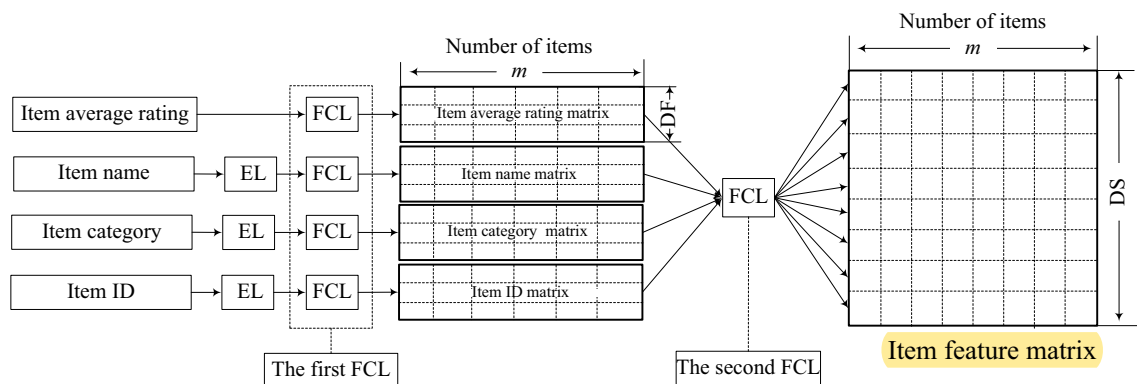 Number of items
m
Item average rating
FCL
Item average rating matrix
DF
Item name
EL
FCL
Item name matrix
Item category
EL
FCL
Item category matrix
Item ID
EL
FCL
Item ID matrix
The first FCL
FCL
The second FCL
Number of items
m
DS
Item feature matrix